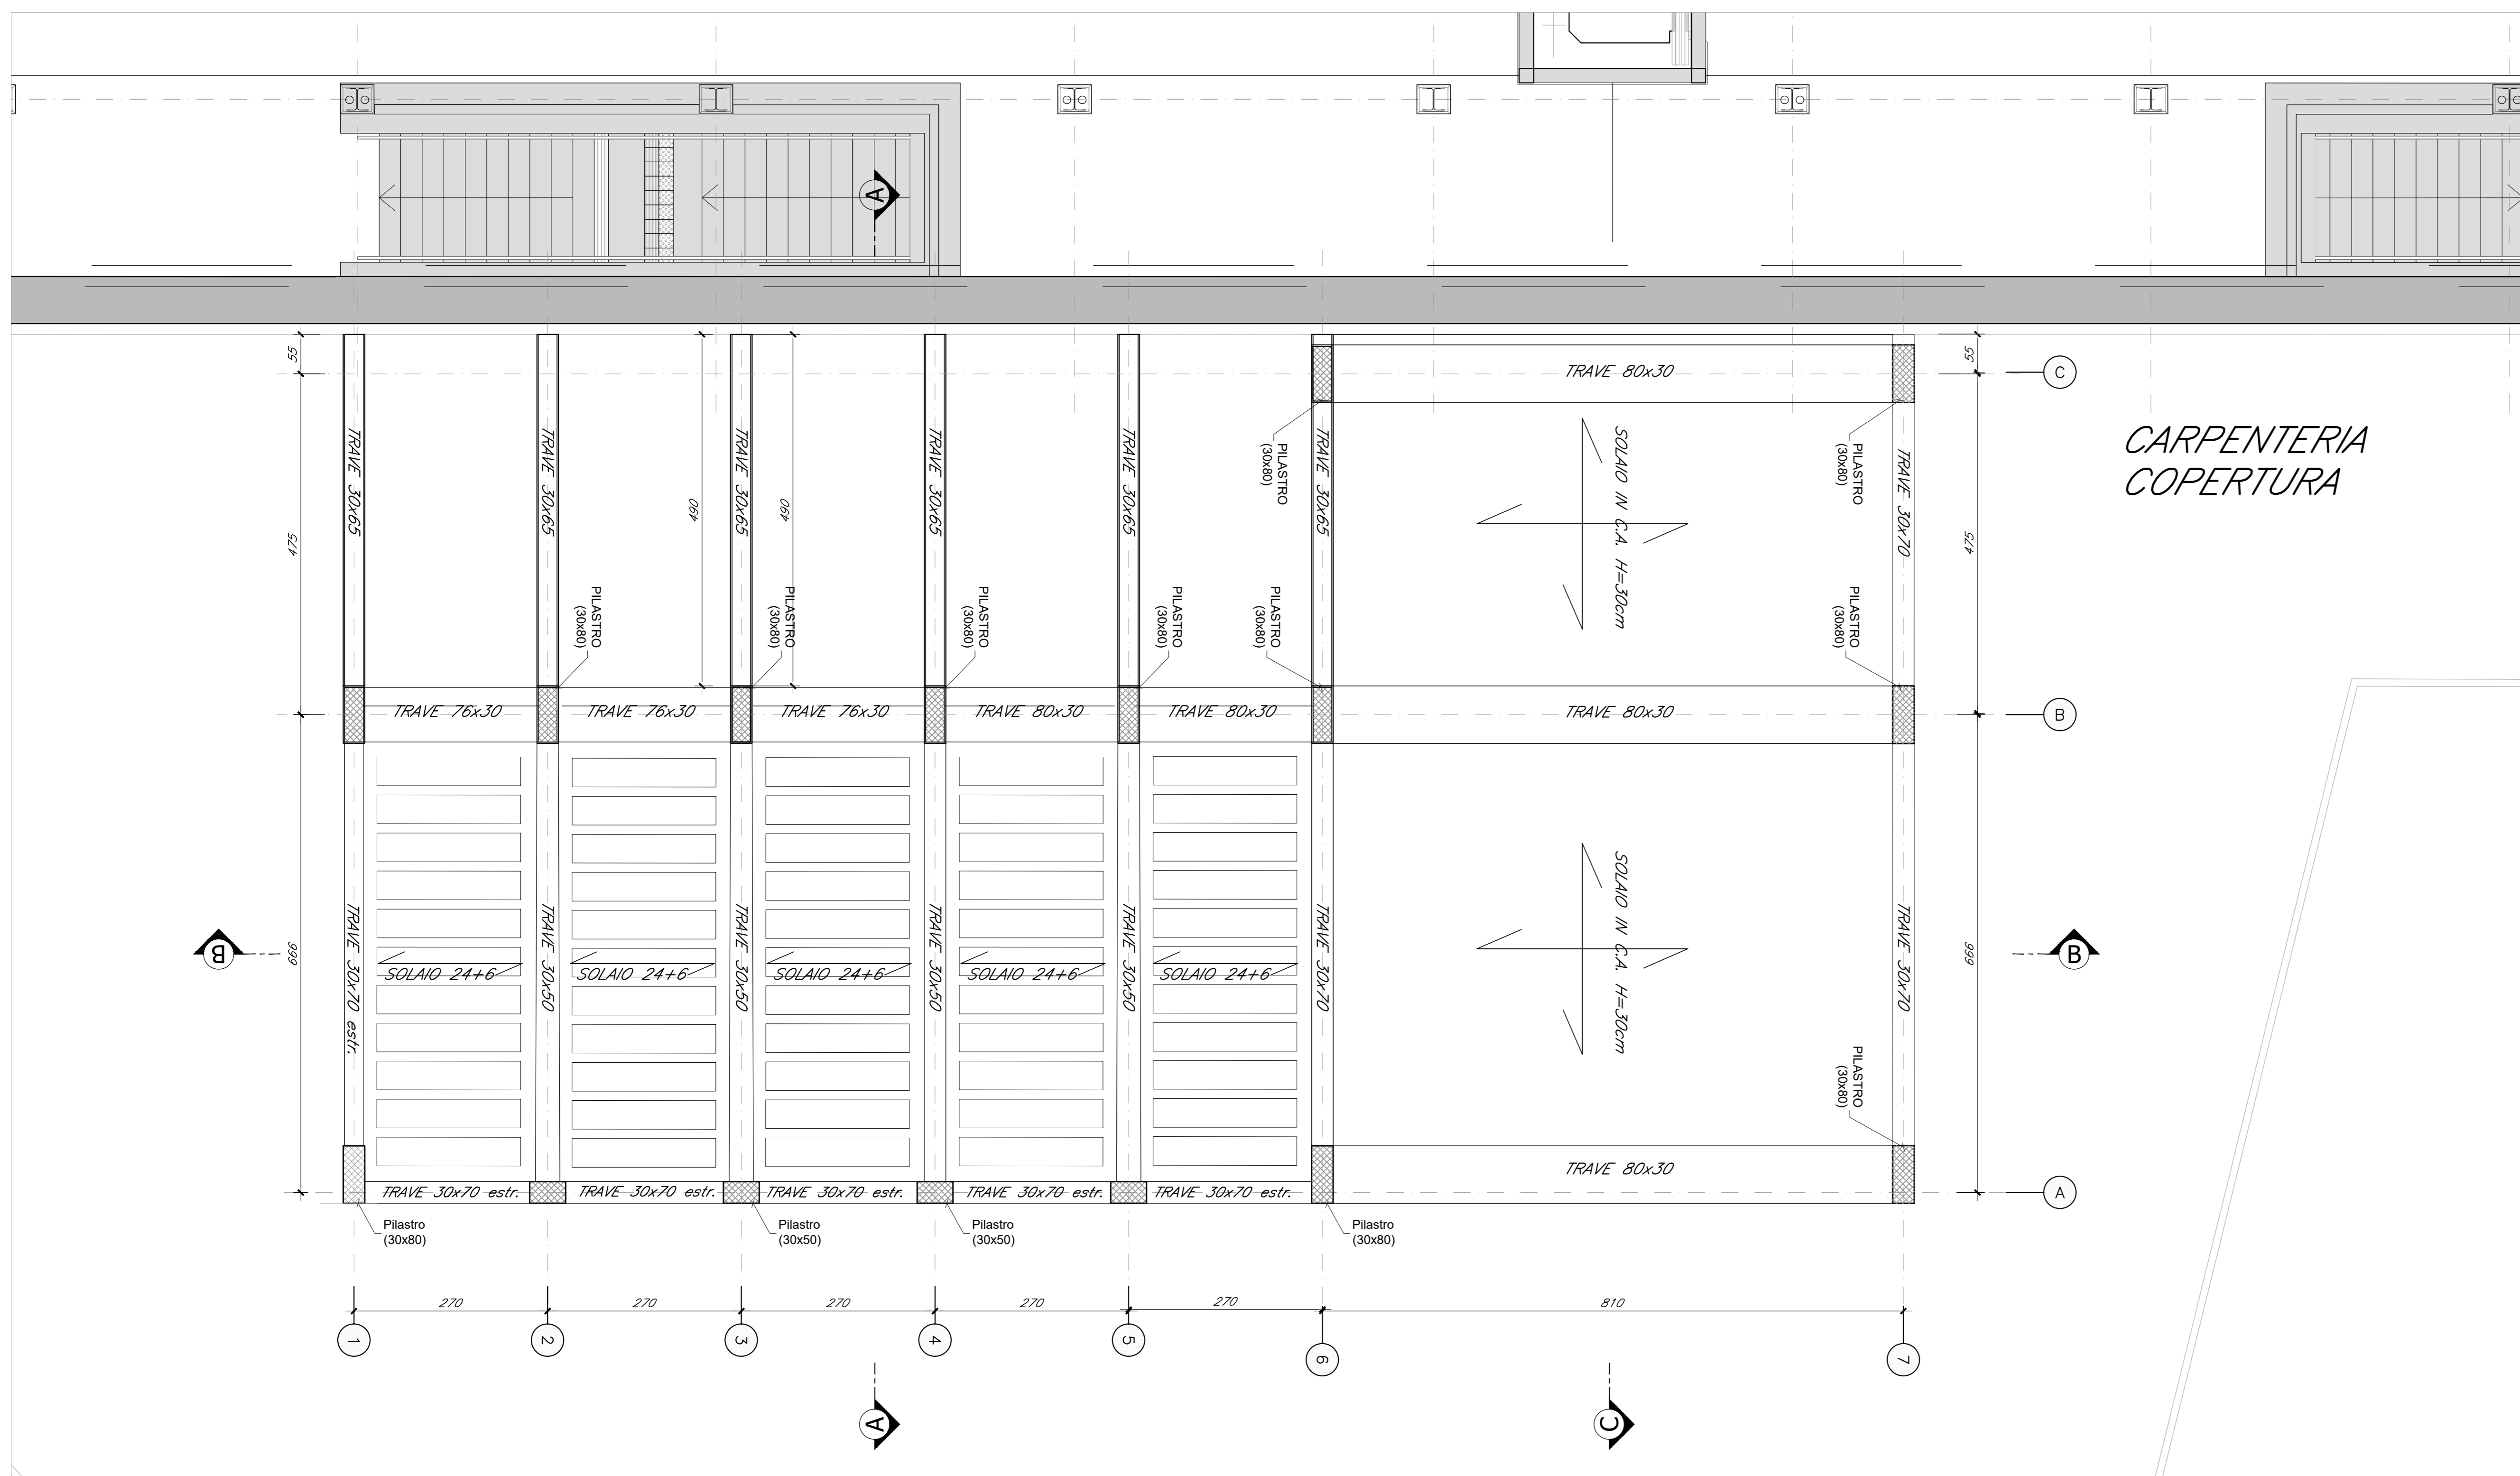 A
55
55
TRAVE 80x30
C
CARPENTERIA
COPERTURA
TRAVE 30x65
TRAVE 30x65
TRAVE 30x65
TRAVE 30x65
TRAVE 30x65
TRAVE 30x65
TRAVE 30x70
PILASTRO
(30x80)
PILASTRO
(30x80)
SOLAIO IN C.A. H=30cm
475
490
490
475
PILASTRO
(30x80)
PILASTRO
(30x80)
PILASTRO
(30x80)
PILASTRO
(30x80)
PILASTRO
(30x80)
PILASTRO
(30x80)
TRAVE 76x30
TRAVE 76x30
TRAVE 76x30
TRAVE 80x30
TRAVE 80x30
TRAVE 80x30
B
SOLAIO IN C.A. H=30cm
TRAVE 30x70 estr.
TRAVE 30x50
TRAVE 30x50
TRAVE 30x50
TRAVE 30x50
TRAVE 30x70
TRAVE 30x70
B
666
666
B
SOLAIO 24+6
SOLAIO 24+6
SOLAIO 24+6
SOLAIO 24+6
SOLAIO 24+6
PILASTRO
(30x80)
TRAVE 80x30
TRAVE 30x70 estr.
TRAVE 30x70 estr.
TRAVE 30x70 estr.
TRAVE 30x70 estr.
TRAVE 30x70 estr.
A
Pilastro
(30x80)
Pilastro
(30x50)
Pilastro
(30x50)
Pilastro
(30x80)
270
270
270
270
270
810
1
2
3
4
5
6
7
A
C